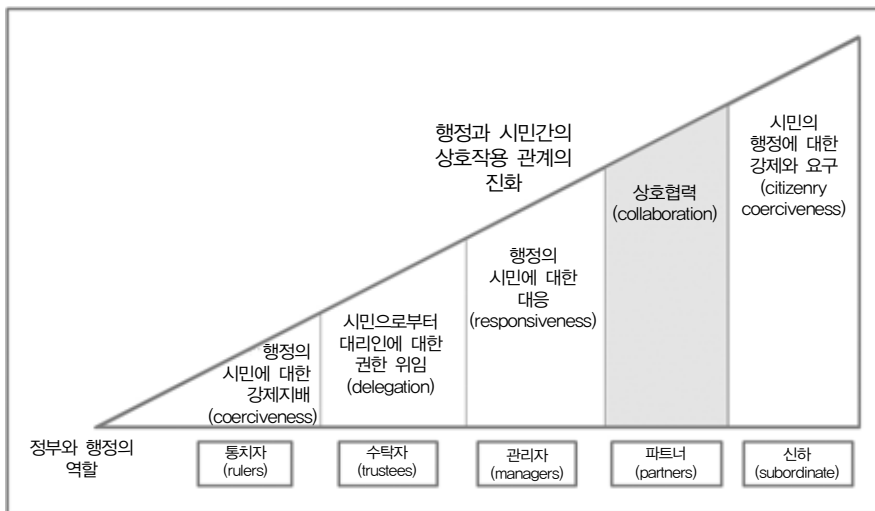 행정과 시민간의
상호작용 관계의
진화
행정의
시민에 대한
강제지배
(coerciveness)
시민으로부터
대리인에 대한
권한 위임
(delegation)
행정의
시민에 대한
대응
(responsiveness)
상호협력
(collaboration)
시민의
행정에 대한
강제와 요구
(citizenry
coerciveness)
정부와 행정의
역할
통치자
(rulers)
수탁자
(trustees)
관리자
(managers)
파트너
(partners)
신하
(subordinate)